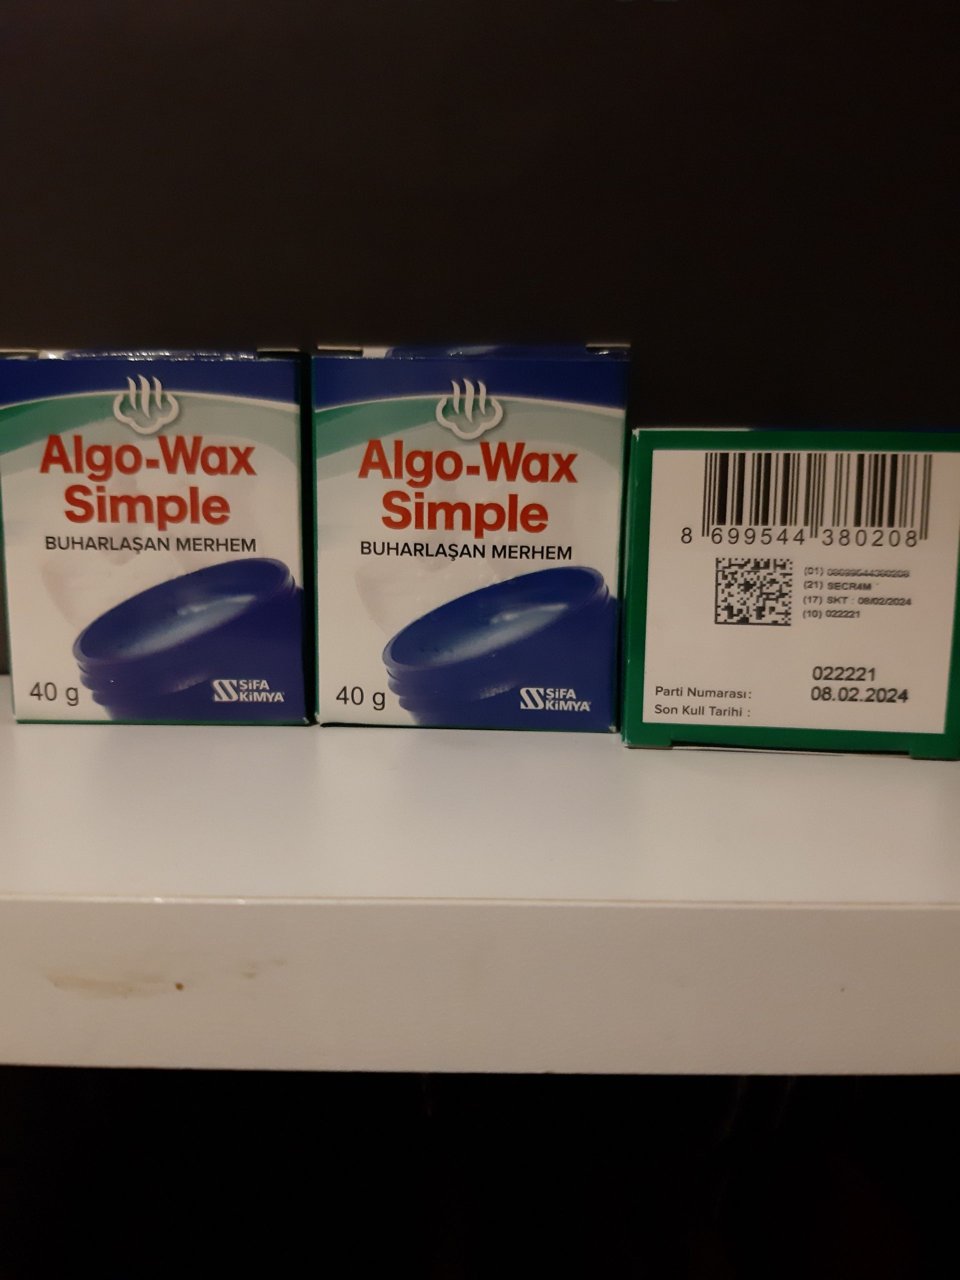 Algo-Wax
Simple
BUHARLAŞAN MERHEM
40 g
ŞİFA
KİMYA
Algo-Wax
Simple
BUHARLAŞAN MERHEM
40 g
ŞİFA
KİMYA
8 699544 380208
(01) 08699544380208
(21) SECR4M
(17) SKT : 08/02/2024
(10) 022221
022221
Parti Numarası:
08.02.2024
Son Kull Tarihi :